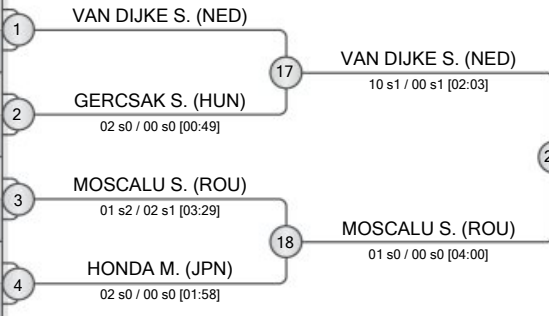 VAN DIJKE S. (NED)
1
17
VAN DIJKE S. (NED)
10 s1 / 00 s1 [02:03]
GERCSAK S. (HUN)
2
02 s0 / 00 s0 [00:49]
MOSCALU S. (ROU)
3
01 s2 / 02 s1 [03:29]
18
MOSCALU S. (ROU)
01 s0 / 00 s0 [04:00]
HONDA M. (JPN)
4
02 s0 / 00 s0 [01:58]